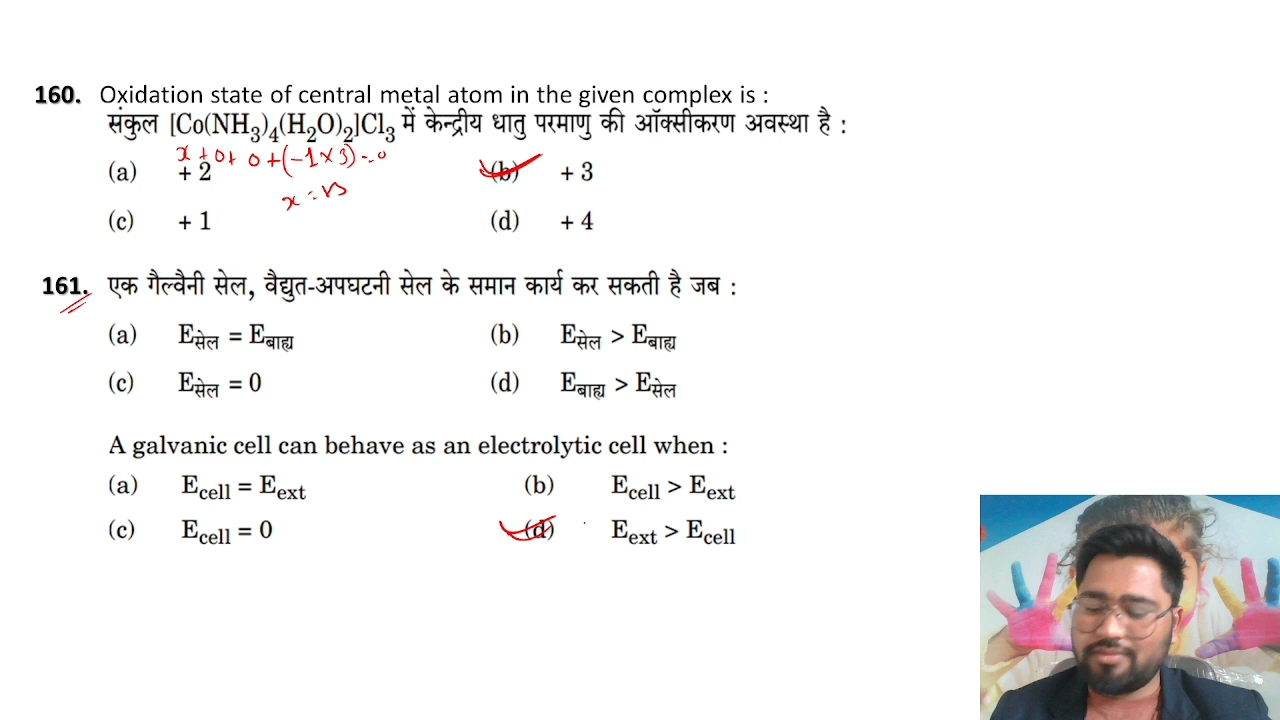 160. Oxidation state of central metal atom in the given complex is :
संकुल [Co(NH₃)₄(H₂O)₂]Cl₃ में केन्द्रीय धातु परमाणु की ऑक्सीकरण अवस्था है :
x + 0 + 0 + (-1 × 3) = 0
(a) + 2 (b) + 3
x = +3
(c) + 1 (d) + 4
161. एक गैल्वैनी सेल, वैद्युत-अपघटनी सेल के समान कार्य कर सकती है जब :
(a) Eसेल = Eबाह्य (b) Eसेल > Eबाह्य
(c) Eसेल = 0 (d) Eबाह्य > Eसेल
A galvanic cell can behave as an electrolytic cell when :
(a) Ecell = Eext (b) Ecell > Eext
(c) Ecell = 0 (d) Eext > Ecell